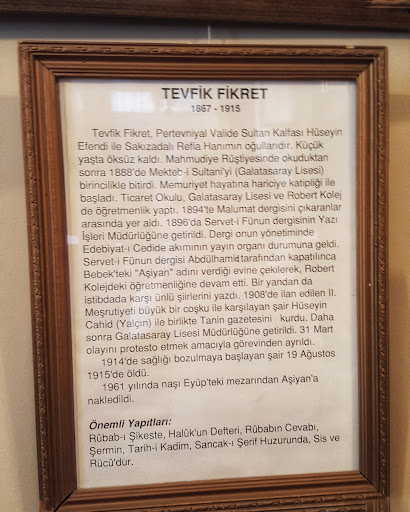 TEVFİK FİKRET
1867 - 1915
Tevfik Fikret, Pertevniyal Valide Sultan Kalfası Hüseyin
Efendi ile Sakızadalı Refia Hanımın oğullarıdır. Küçük
yaşta öksüz kaldı. Mahmudiye Rüştiyesinde okuduktan
sonra 1888'de Mekteb-i Sultani'yi (Galatasaray Lisesi)
birincilikle bitirdi. Memuriyet hayatına hariciye katipliği ile
başladı. Ticaret Okulu, Galatasaray Lisesi ve Robert Kolej
de öğretmenlik yaptı. 1894'te Malumat dergisini çıkaranlar
arasında yer aldı. 1896'da Servet-i Fünun dergisinin Yazı
İşleri Müdürlüğüne getirildi. Dergi onun yönetiminde
Edebiyat-ı Cedide akımının yayın organı durumuna geldi.
Servet-i Fünun dergisi Abdülhamid tarafından kapatılınca
Bebek'teki "Aşiyan" adını verdiği evine çekilerek, Robert
Kolejdeki öğretmenliğine devam etti. Bir yandan da
istibdada karşı ünlü şiirlerini yazdı. 1908'de ilan edilen II.
Meşrutiyeti büyük bir coşku ile karşılayan şair Hüseyin
Cahid (Yalçın) ile birlikte Tanin gazetesini kurdu. Daha
sonra Galatasaray Lisesi Müdürlüğüne getirildi. 31 Mart
olayını protesto etmek amacıyla görevinden ayrıldı.
1914'de sağlığı bozulmaya başlayan şair 19 Ağustos
1915'de öldü.
1961 yılında naşı Eyüp'teki mezarından Aşiyan'a
nakledildi.
Önemli Yapıtları:
Rûbab-ı Şikeste, Halûk'un Defteri, Rûbabın Cevabı,
Şermin, Tarih-i Kadim, Sancak-ı Şerif Huzurunda, Sis ve
Rücû'dur.